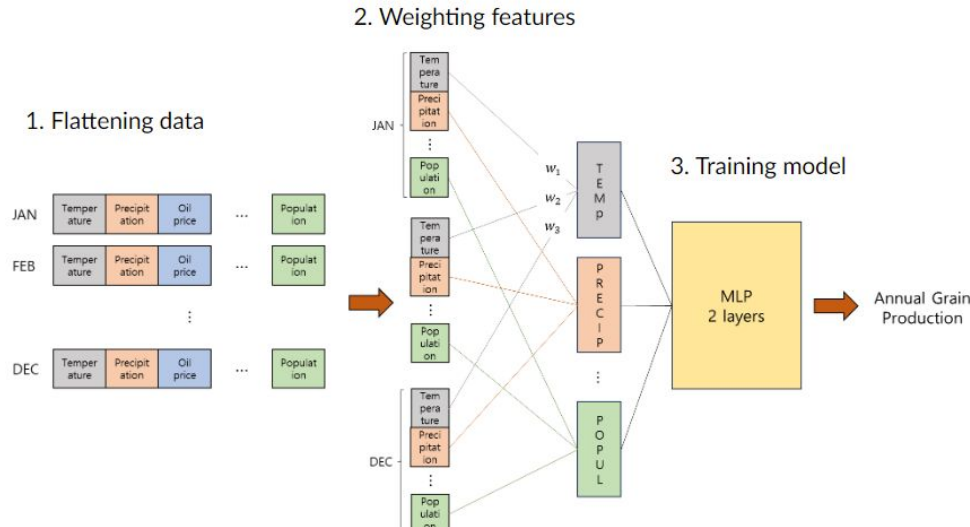 2. Weighting features
1. Flattening data
JAN
Temper
ature
Precipit
ation
Oil
price
...
Populat
ion
FEB
Temper
ature
Precipit
ation
Oil
price
...
Populat
ion
⋮
DEC
Temper
ature
Precipit
ation
Oil
price
...
Populat
ion
JAN
Tem
pera
ture
Preci
pitat
ion
⋮
Pop
ulati
on
Tem
pera
ture
Preci
pitat
ion
⋮
Pop
ulati
on
DEC
Tem
pera
ture
Preci
pitat
ion
⋮
Pop
ulati
on
w₁
w₂
w₃
T
E
M
p
P
R
E
C
I
P
⋮
P
O
P
U
L
3. Training model
MLP
2 layers
Annual Grain
Production